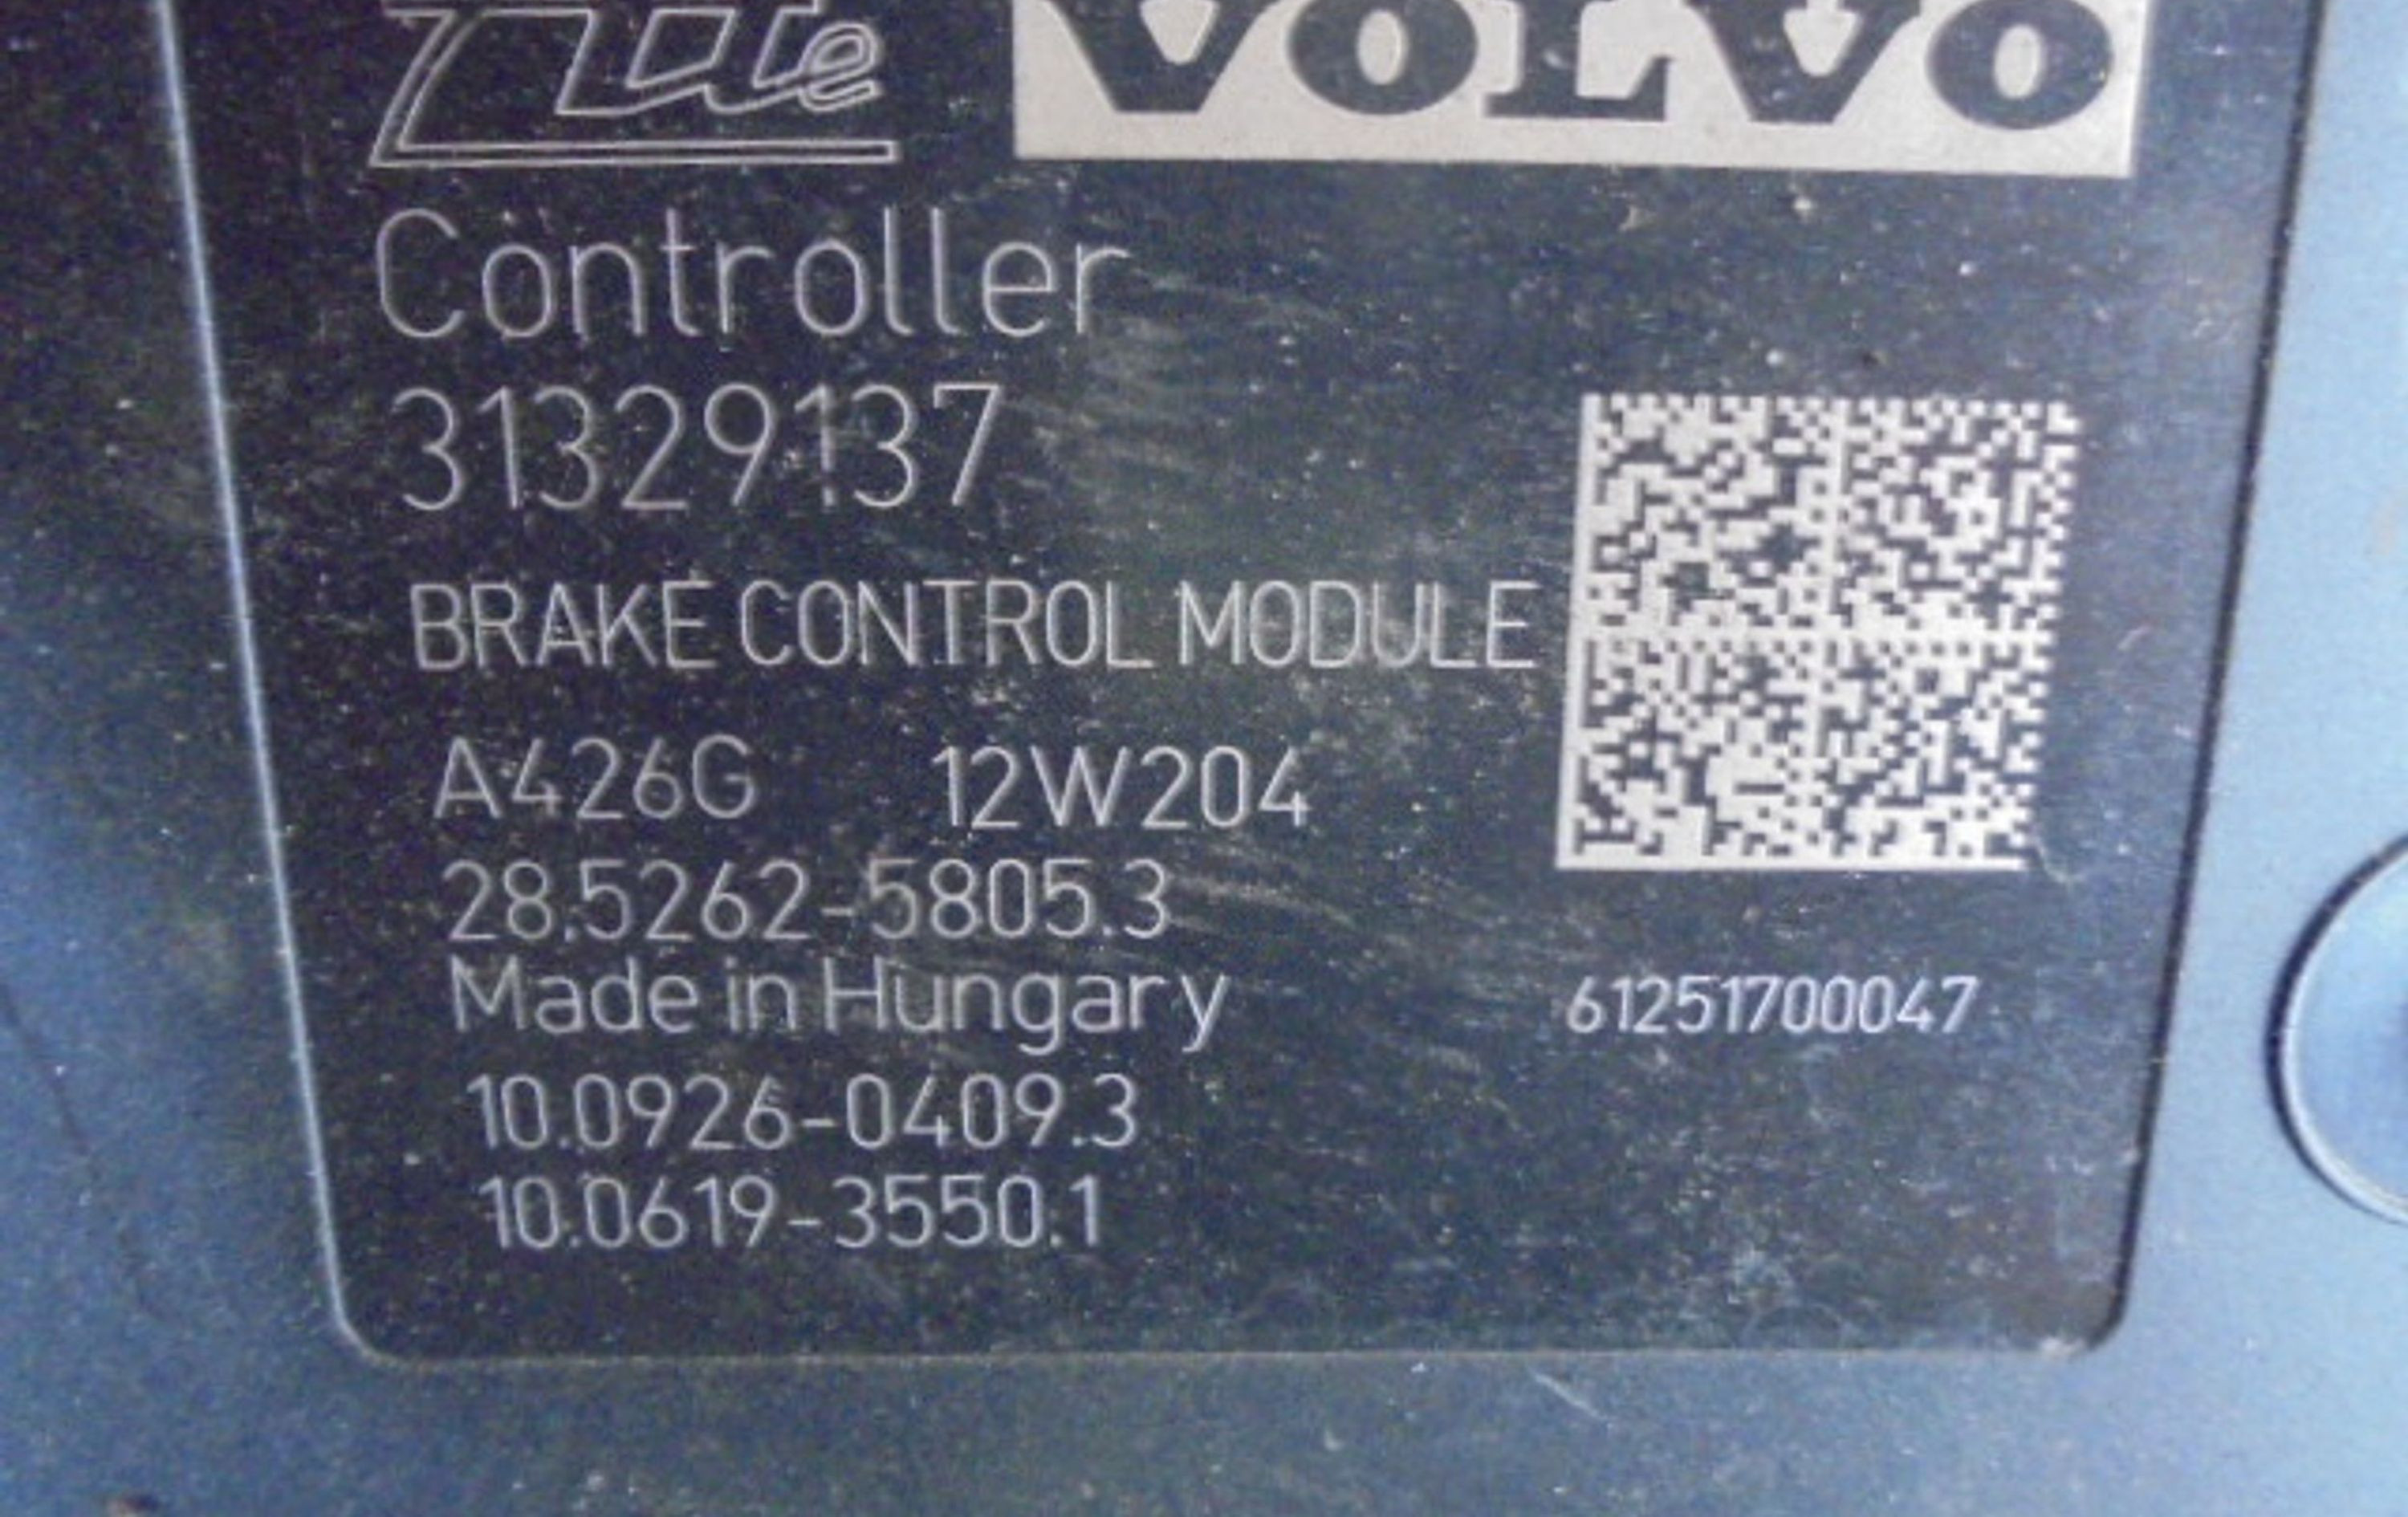 Ate VOLVO
Controller
31329137
BRAKE CONTROL MODULE
A426G 12W204
28.5262-5805.3
Made in Hungary
61251700047
10.0926-0409.3
10.0619-3550.1